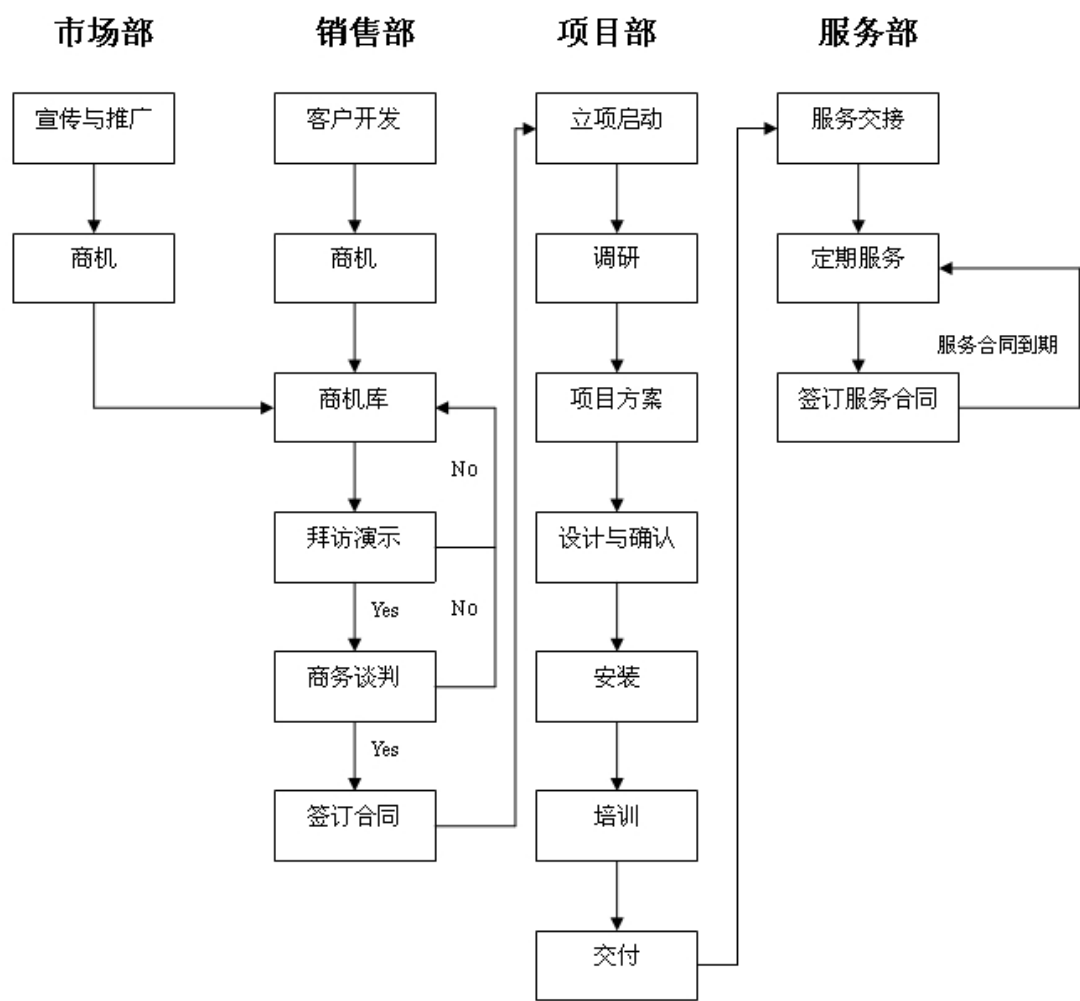 市场部
销售部
项目部
服务部
宣传与推广
客户开发
立项启动
服务交接
商机
商机
调研
定期服务
服务合同到期
商机库
项目方案
签订服务合同
No
拜访演示
设计与确认
Yes
No
商务谈判
安装
Yes
签订合同
培训
交付